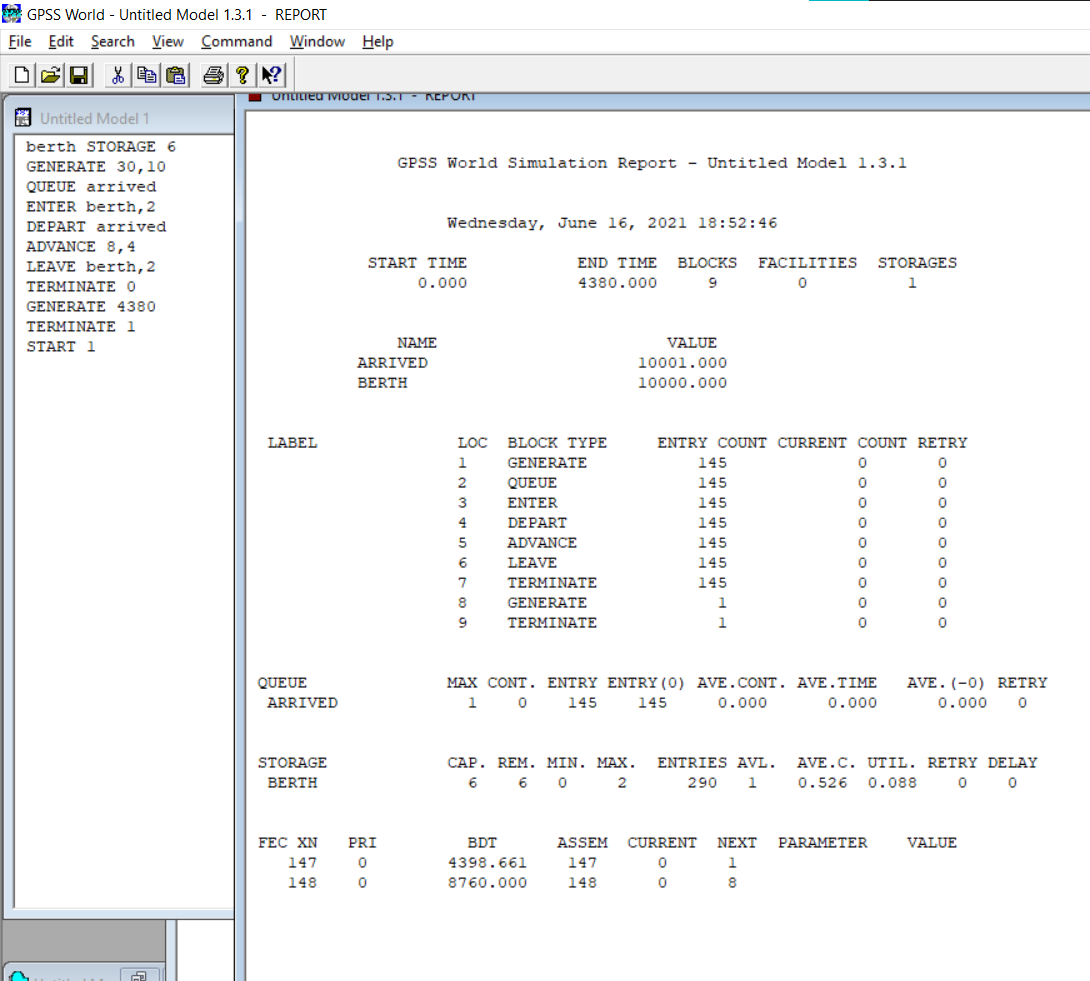 GPSS World - Untitled Model 1.3.1 - REPORT
File Edit Search View Command Window Help
Untitled Model 1.3.1 - REPORT
Untitled Model 1
berth STORAGE 6
GENERATE 30,10
QUEUE arrived
ENTER berth,2
DEPART arrived
ADVANCE 8,4
LEAVE berth,2
TERMINATE 0
GENERATE 4380
TERMINATE 1
START 1
GPSS World Simulation Report - Untitled Model 1.3.1
Wednesday, June 16, 2021 18:52:46
START TIME END TIME BLOCKS FACILITIES STORAGES
0.000 4380.000 9 0 1
NAME VALUE
ARRIVED 10001.000
BERTH 10000.000
LABEL LOC BLOCK TYPE ENTRY COUNT CURRENT COUNT RETRY
1 GENERATE 145 0 0
2 QUEUE 145 0 0
3 ENTER 145 0 0
4 DEPART 145 0 0
5 ADVANCE 145 0 0
6 LEAVE 145 0 0
7 TERMINATE 145 0 0
8 GENERATE 1 0 0
9 TERMINATE 1 0 0
QUEUE MAX CONT. ENTRY ENTRY(0) AVE.CONT. AVE.TIME AVE.(-0) RETRY
ARRIVED 1 0 145 145 0.000 0.000 0.000 0
STORAGE CAP. REM. MIN. MAX. ENTRIES AVL. AVE.C. UTIL. RETRY DELAY
BERTH 6 6 0 2 290 1 0.526 0.088 0 0
FEC XN PRI BDT ASSEM CURRENT NEXT PARAMETER VALUE
147 0 4398.661 147 0 1
148 0 8760.000 148 0 8